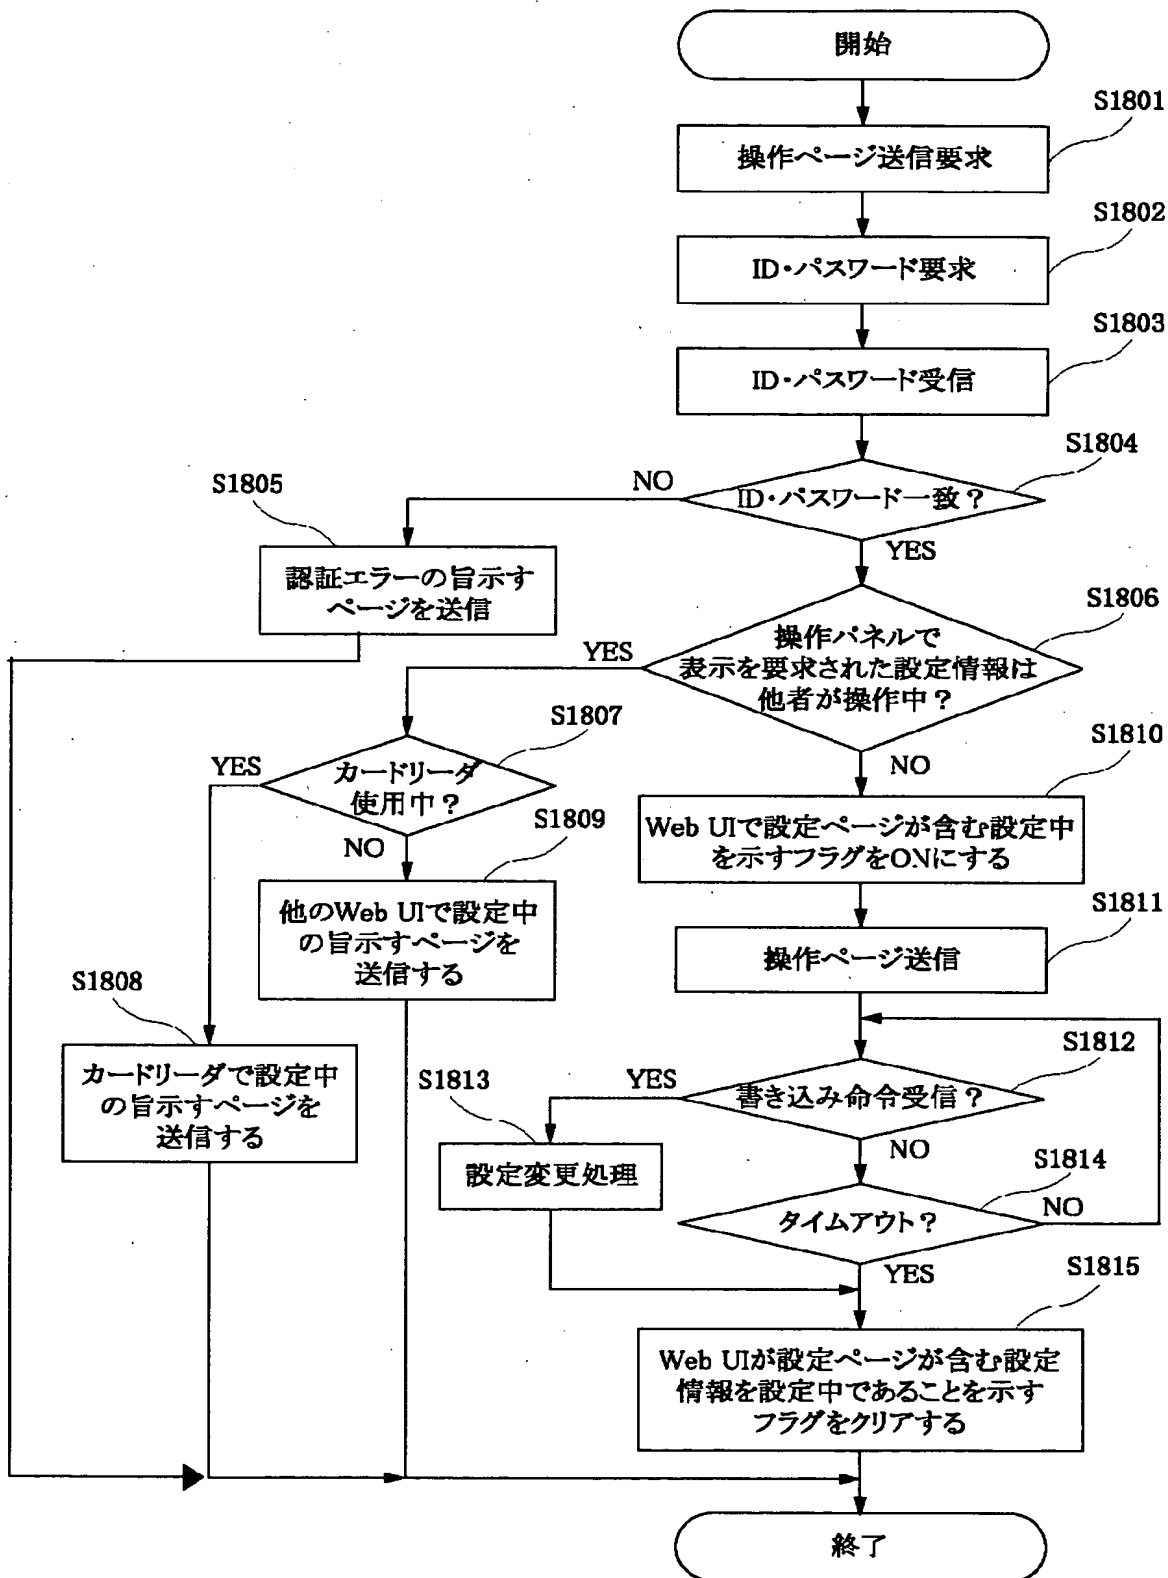 開始
S1801
操作ページ送信要求
S1802
ID・パスワード要求
S1803
ID・パスワード受信
S1804
ID・パスワード一致？
NO
YES
S1805
認証エラーの旨示す
ページを送信
S1806
操作パネルで
表示を要求された設定情報は
他者が操作中？
YES
NO
S1807
カードリーダ
使用中？
YES
NO
S1809
他のWeb UIで設定中
の旨示すページを
送信する
S1808
カードリーダで設定中
の旨示すページを
送信する
S1810
Web UIで設定ページが含む設定中
を示すフラグをONにする
S1811
操作ページ送信
S1812
書き込み命令受信？
YES
NO
S1813
設定変更処理
S1814
タイムアウト？
NO
YES
S1815
Web UIが設定ページが含む設定
情報を設定中であることを示す
フラグをクリアする
終了